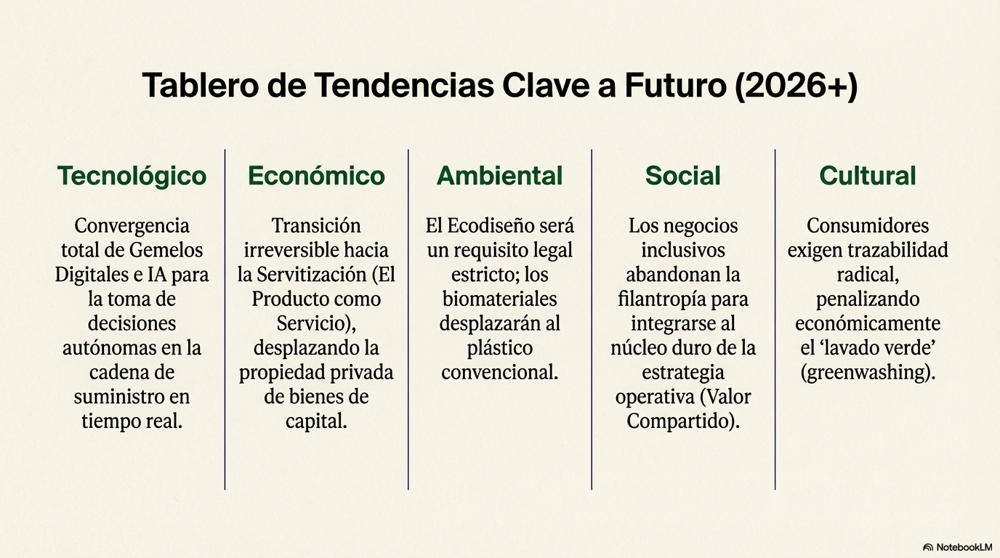 Tablero de Tendencias Clave a Futuro (2026+)
Tecnológico
Convergencia
total de Gemelos
Digitales e IA para
la toma de
decisiones
autónomas en la
cadena de
suministro en
tiempo real.
Económico
Transición
irreversible hacia
la Servitización (El
Producto como
Servicio),
desplazando la
propiedad privada
de bienes de
capital.
Ambiental
El Ecodiseño será
un requisito legal
estricto; los
biomateriales
desplazarán al
plástico
convencional.
Social
Los negocios
inclusivos
abandonan la
filantropía para
integrarse al
núcleo duro de la
estrategia
operativa (Valor
Compartido).
Cultural
Consumidores
exigen trazabilidad
radical,
penalizando
económicamente
el ‘lavado verde’
(greenwashing).
NotebookLM